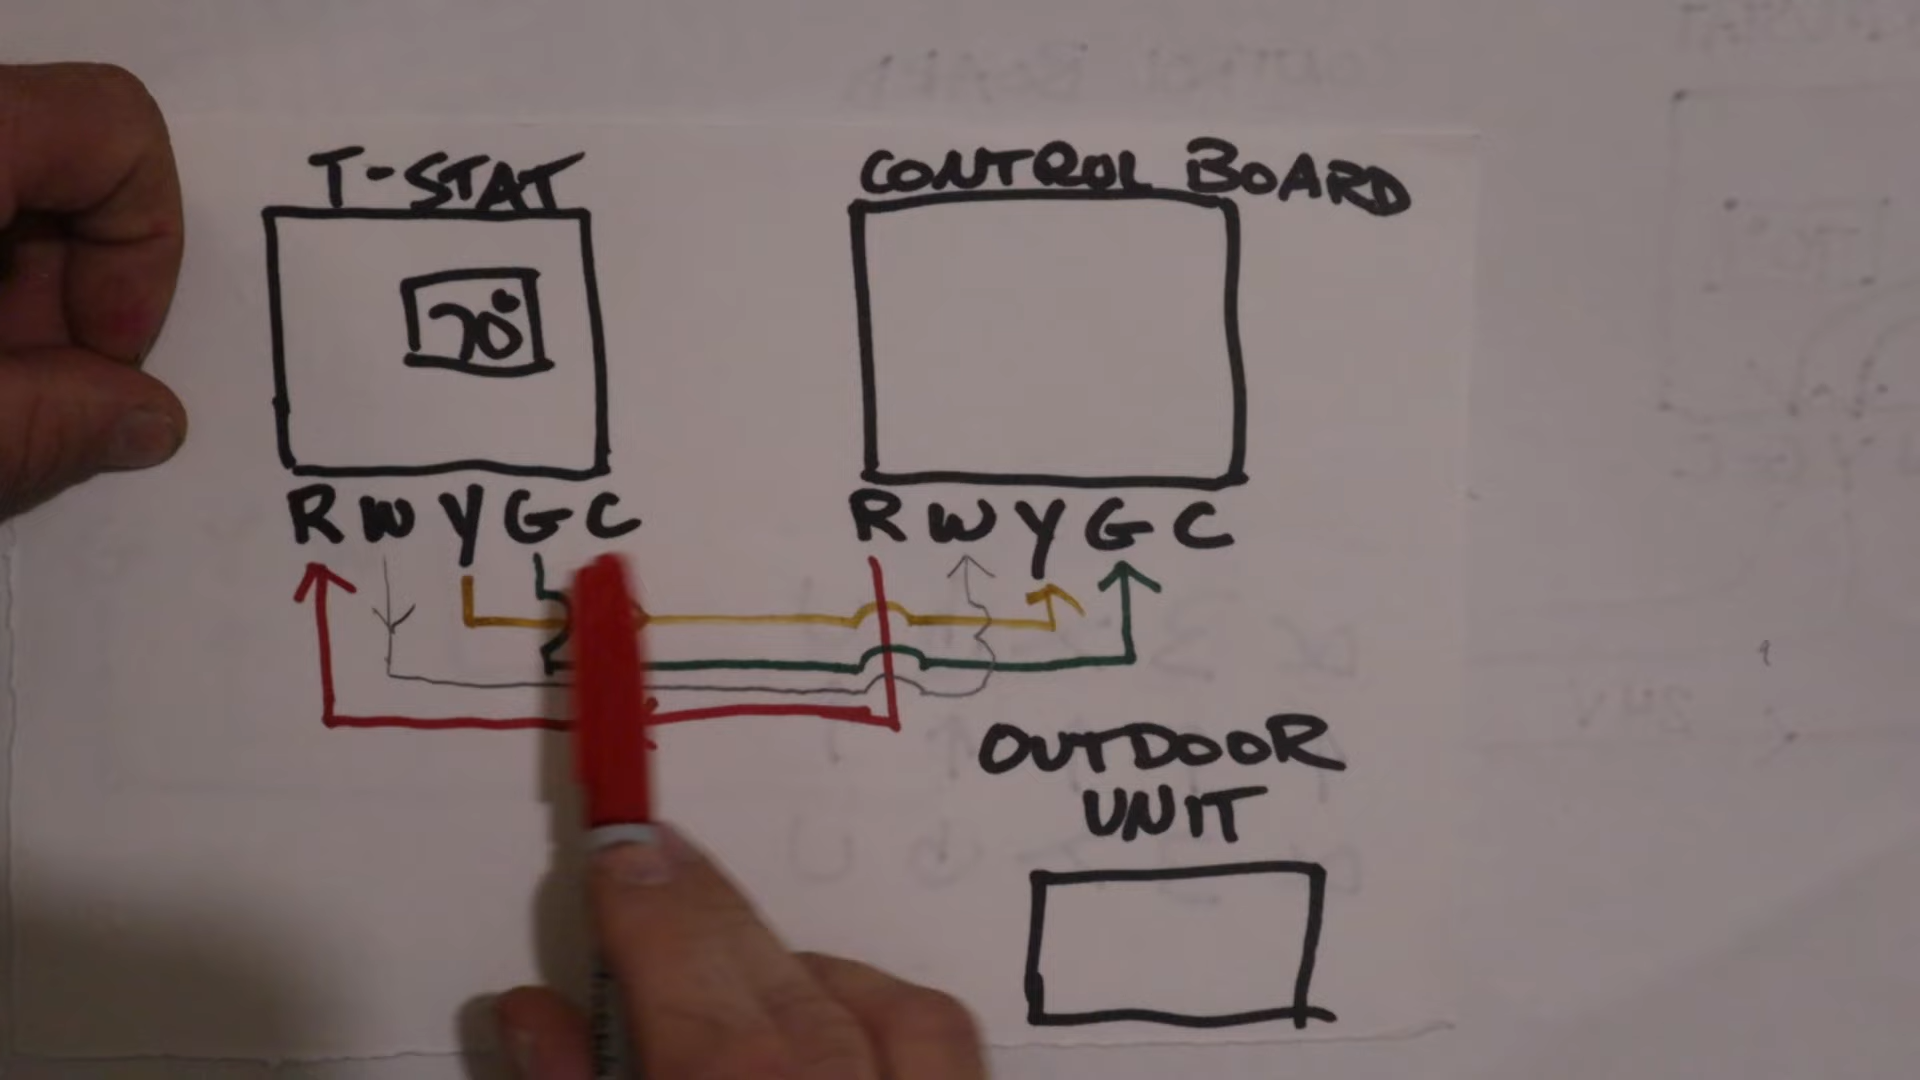 T-STAT
CONTROL BOARD
70°
R W Y G C
R W Y G C
OUTDOOR
UNIT